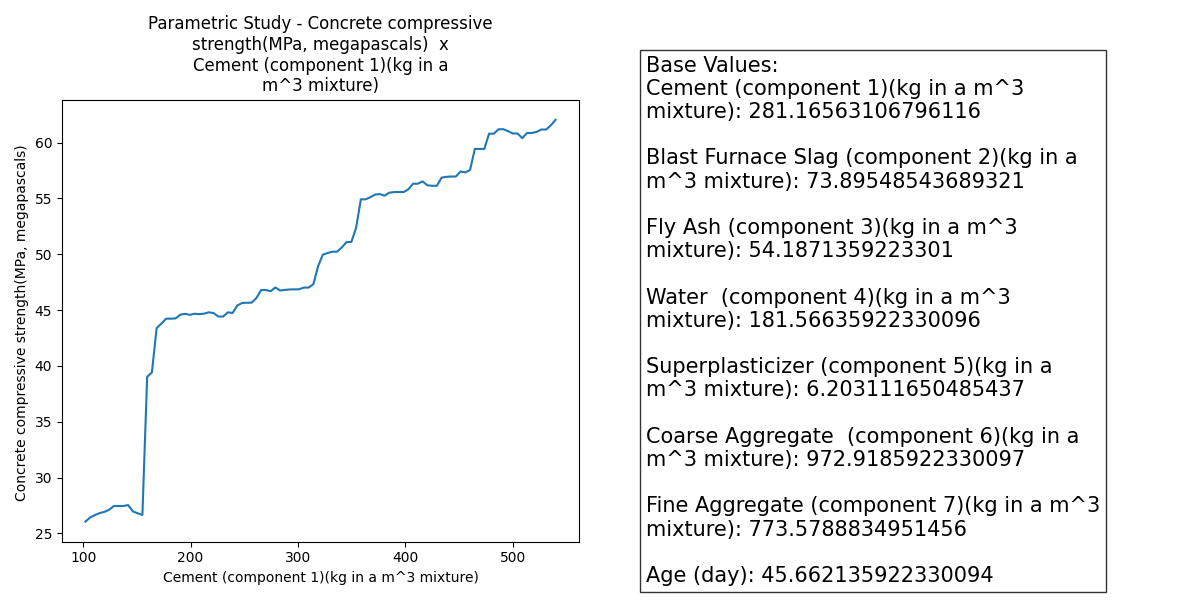 Parametric Study - Concrete compressive
strength(MPa, megapascals)  x
Cement (component 1)(kg in a
m^3 mixture)
Concrete compressive strength(MPa, megapascals)
60
55
50
45
40
35
30
25
100 200 300 400 500
Cement (component 1)(kg in a m^3 mixture)
Base Values:
Cement (component 1)(kg in a m^3
mixture): 281.16563106796116
Blast Furnace Slag (component 2)(kg in a
m^3 mixture): 73.89548543689321
Fly Ash (component 3)(kg in a m^3
mixture): 54.1871359223301
Water  (component 4)(kg in a m^3
mixture): 181.56635922330096
Superplasticizer (component 5)(kg in a
m^3 mixture): 6.203111650485437
Coarse Aggregate  (component 6)(kg in a
m^3 mixture): 972.9185922330097
Fine Aggregate (component 7)(kg in a m^3
mixture): 773.5788834951456
Age (day): 45.662135922330094